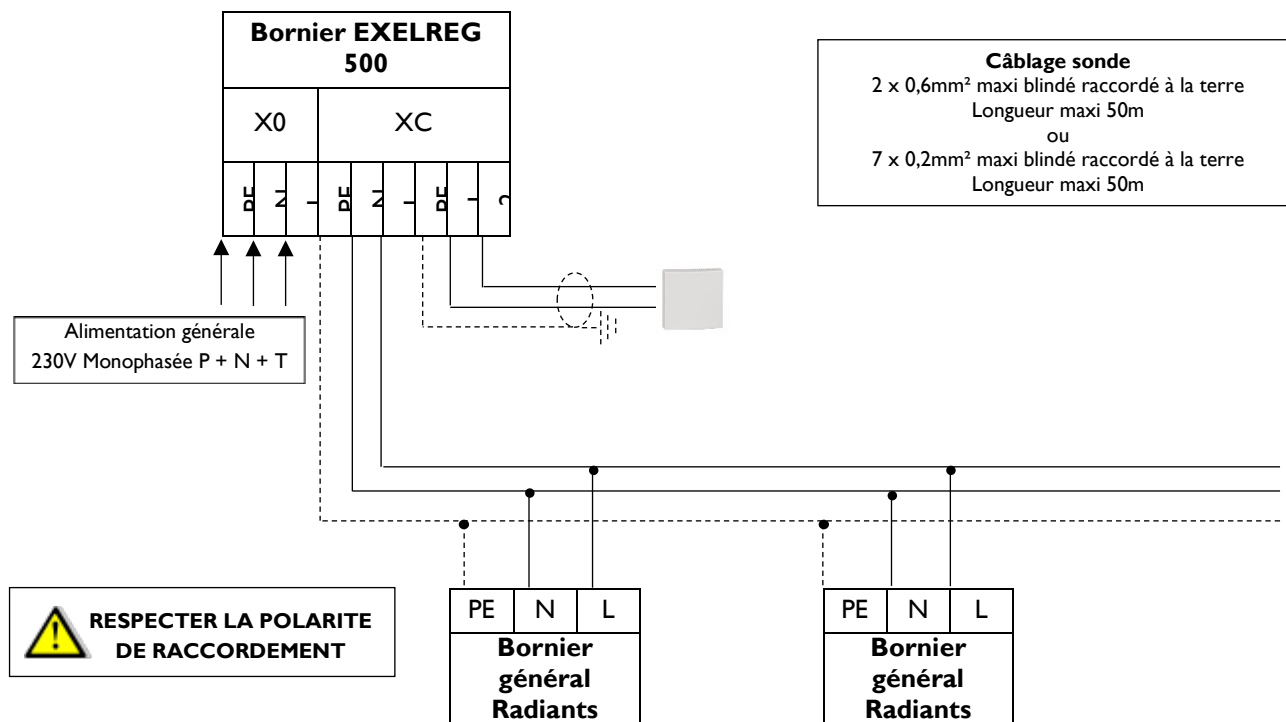 Bornier EXELREG
500
X0 XC
PE N L PE N L PE 1 2
Câblage sonde
2 x 0,6mm² maxi blindé raccordé à la terre
Longueur maxi 50m
ou
7 x 0,2mm² maxi blindé raccordé à la terre
Longueur maxi 50m
Alimentation générale
230V Monophasée P + N + T
RESPECTER LA POLARITE
DE RACCORDEMENT
PE N L
Bornier
général
Radiants
PE N L
Bornier
général
Radiants